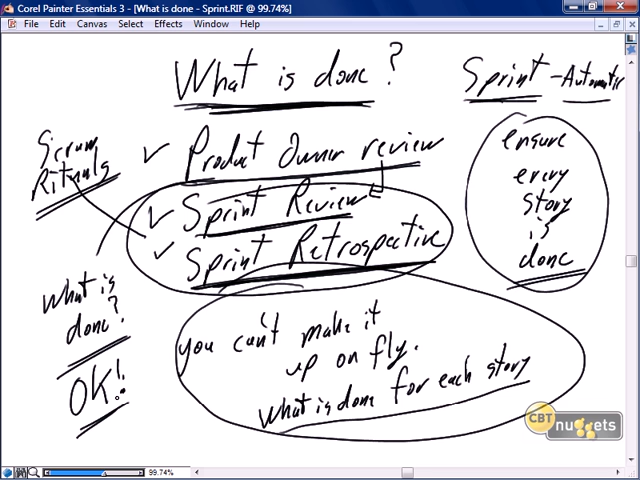 Corel Painter Essentials 3 - [What is done - Sprint.RIF @ 99.74%]
File Edit Canvas Select Effects Movie Window Help
What is done?
Sprint - Automatic
Scrum
Rituals
✓ Product Owner review
✓ Sprint Review
✓ Sprint Retrospective
ensure
every
story
is
done
What is
done?
OK!!
you can't make it
up on fly.
What is done for each story
CBT
nuggets
99.74%